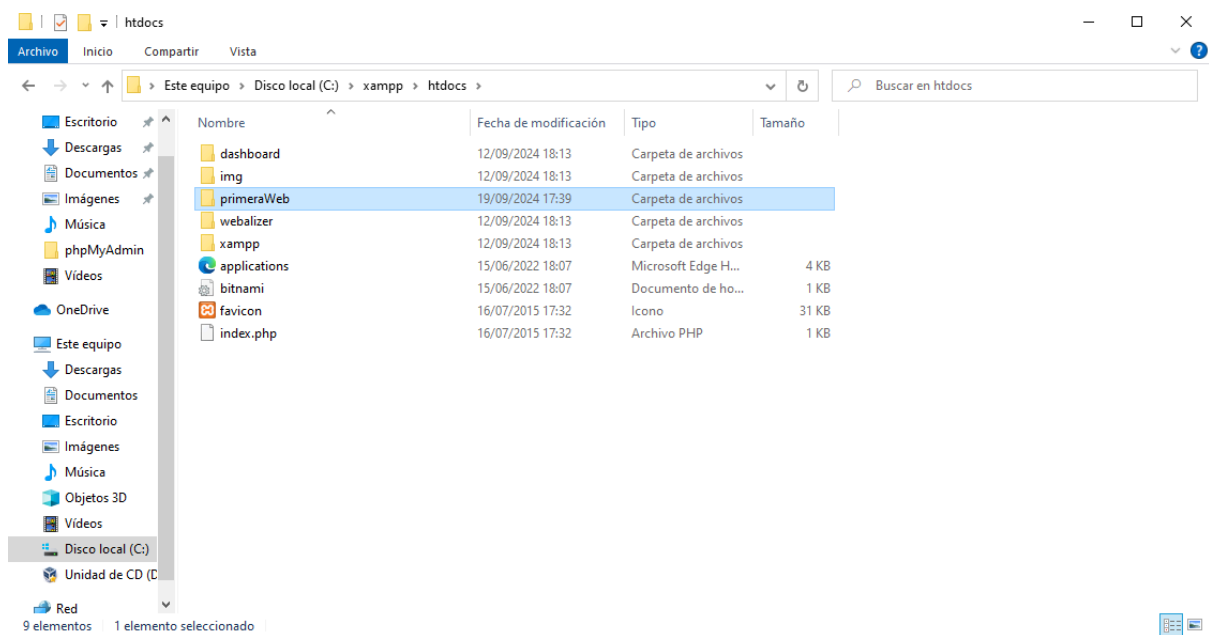 htdocs
Archivo Inicio Compartir Vista
Este equipo > Disco local (C:) > xampp > htdocs >
Buscar en htdocs
Nombre Fecha de modificación Tipo Tamaño
dashboard 12/09/2024 18:13 Carpeta de archivos
img 12/09/2024 18:13 Carpeta de archivos
primeraWeb 19/09/2024 17:39 Carpeta de archivos
webalizer 12/09/2024 18:13 Carpeta de archivos
xampp 12/09/2024 18:13 Carpeta de archivos
applications 15/06/2022 18:07 Microsoft Edge H... 4 KB
bitnami 15/06/2022 18:07 Documento de ho... 1 KB
favicon 16/07/2015 17:32 Icono 31 KB
index.php 16/07/2015 17:32 Archivo PHP 1 KB
Escritorio
Descargas
Documentos
Imágenes
Música
phpMyAdmin
Vídeos
OneDrive
Este equipo
Descargas
Documentos
Escritorio
Imágenes
Música
Objetos 3D
Vídeos
Disco local (C:)
Unidad de CD (D
Red
9 elementos 1 elemento seleccionado